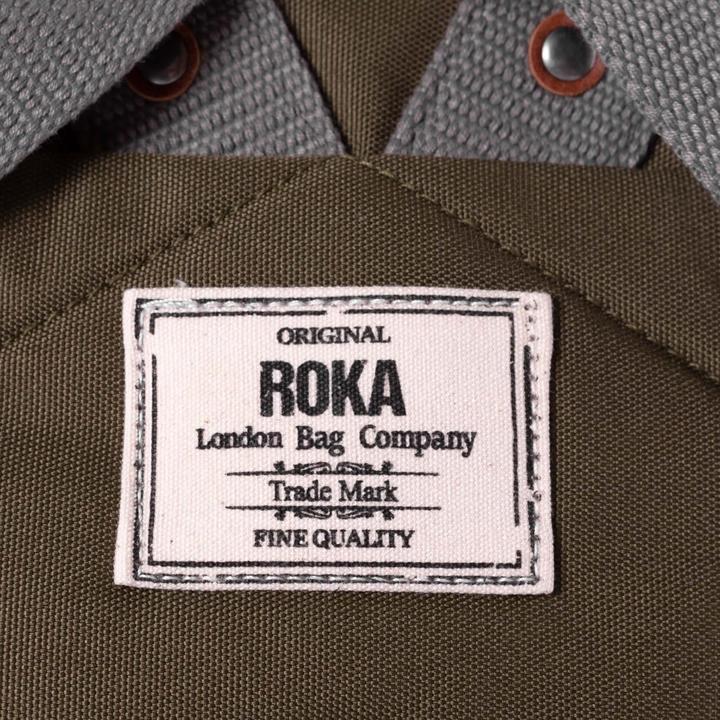 ORIGINAL
ROKA
London Bag Company
Trade Mark
FINE QUALITY